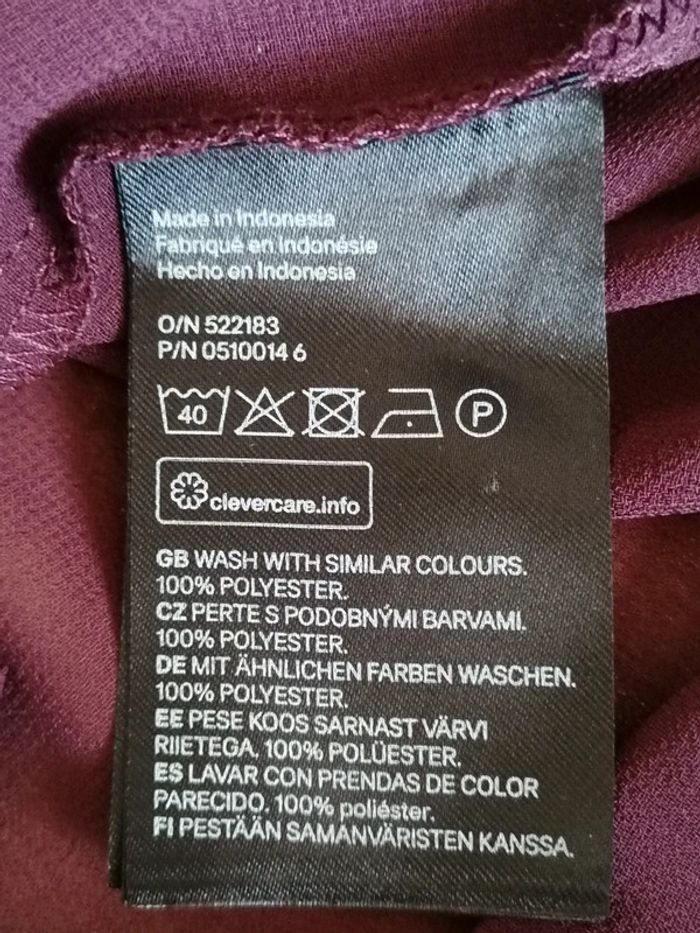 Made in Indonesia
Fabriqué en Indonésie
Hecho en Indonesia
O/N 522183
P/N 0510014 6
40 P
clevercare.info
GB WASH WITH SIMILAR COLOURS.
100% POLYESTER.
CZ PERTE S PODOBNÝMI BARVAMI.
100% POLYESTER.
DE MIT ÄHNLICHEN FARBEN WASCHEN.
100% POLYESTER.
EE PESE KOOS SARNAST VÄRVI
RIIETEGA. 100% POLÜESTER.
ES LAVAR CON PRENDAS DE COLOR
PARECIDO. 100% poliéster.
FI PESTÄÄN SAMANVÄRISTEN KANSSA.